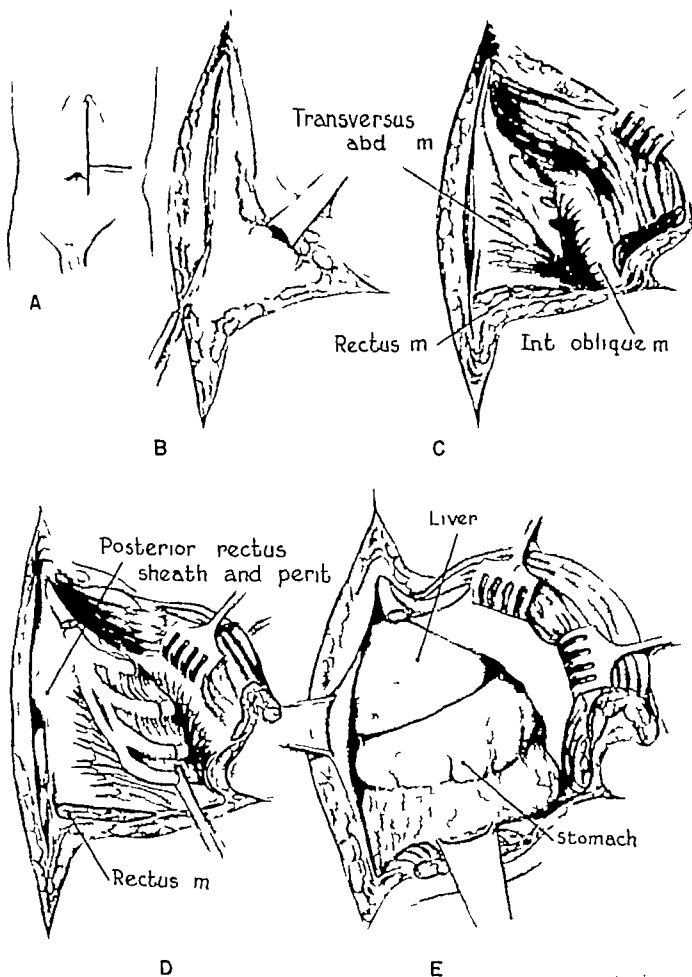 Transversus
abd m
Rectus m
Int oblique m
A
B
C
Posterior rectus
sheath and perit
Liver
Rectus m
Stomach
D
E